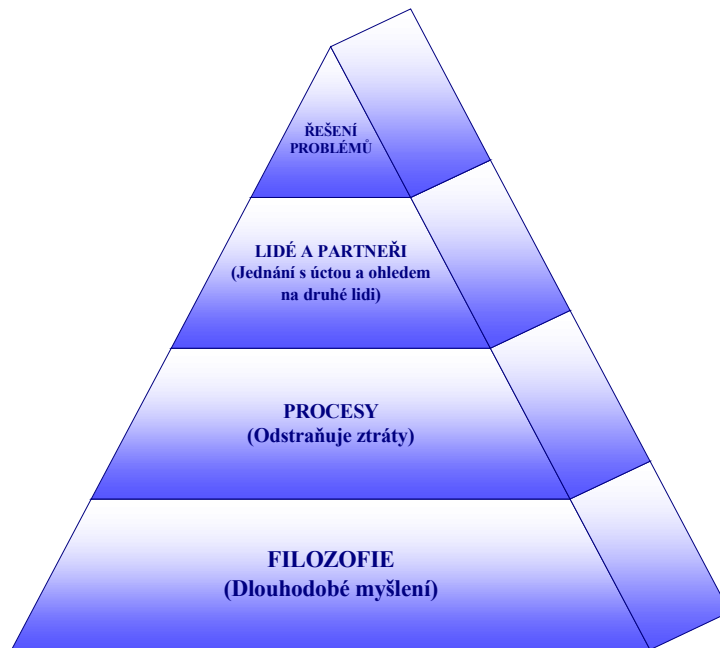 ŘEŠENÍ
PROBLÉMŮ
LIDÉ A PARTNEŘI
(Jednání s úctou a ohledem
na druhé lidi)
PROCESY
(Odstraňuje ztráty)
FILOZOFIE
(Dlouhodobé myšlení)